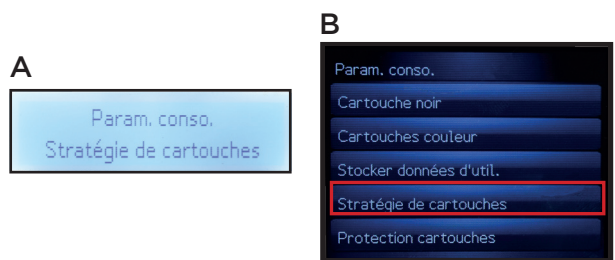 A
Param. conso.
Stratégie de cartouches
B
Param. conso.
Cartouche noir
Cartouches couleur
Stocker données d'util.
Stratégie de cartouches
Protection cartouches